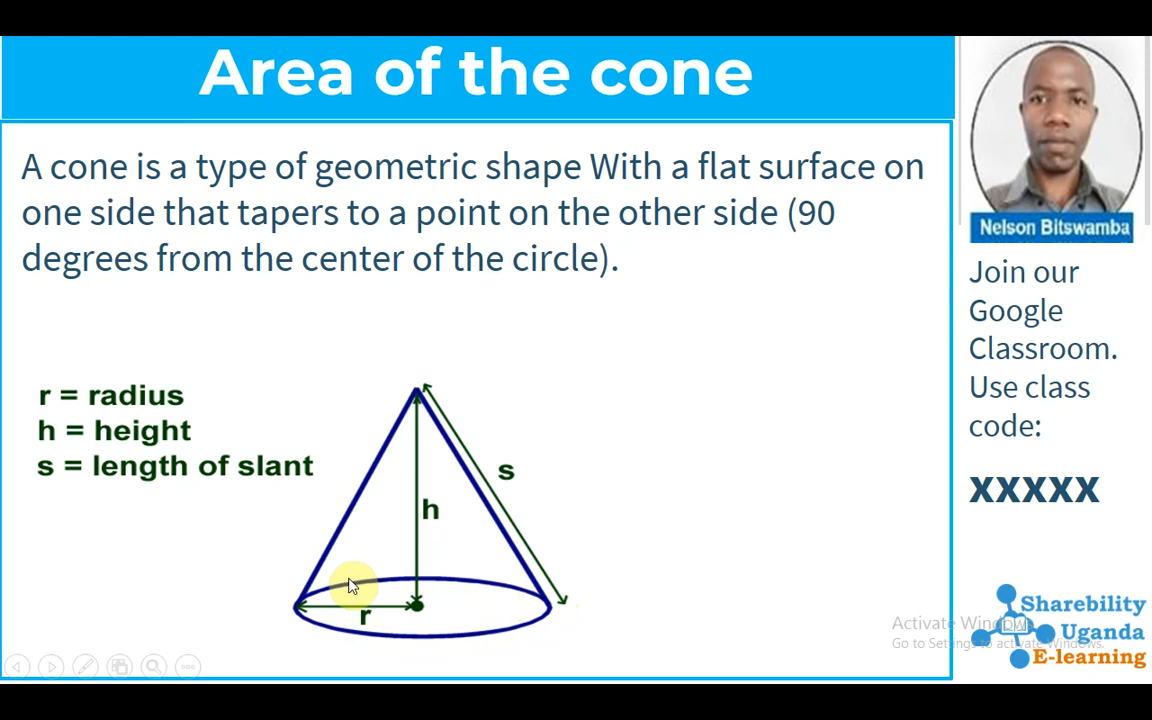 Area of the cone
A cone is a type of geometric shape With a flat surface on
one side that tapers to a point on the other side (90
degrees from the center of the circle).
r = radius
h = height
s = length of slant
s
h
r
Nelson Bitswamba
Join our
Google
Classroom.
Use class
code:
xxxxx
Activate Windows
Go to Settings to activate Windows.
Sharebility
Uganda
E-learning